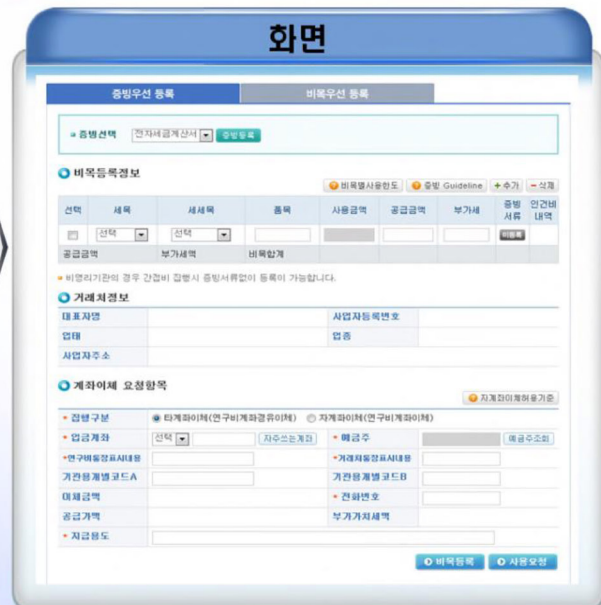 화면
증빙우선 등록 비목우선 등록
증빙선택 전자세금계산서 증빙등록
비목등록정보
비목별사용한도 증빙 Guideline +추가 -삭제
선택 세목 세세목 품목 사용금액 공급금액 부가세 증빙서류 인건비내역
선택 선택 미등록
공급금액 부가세액 비목합계
비영리기관의 경우 간접비 집행시 증빙서류없이 등록이 가능합니다.
거래처정보
대표자명 사업자등록번호
업태 업종
사업자주소
계좌이체 요청항목
자계좌이체허용기준
* 집행구분 타계좌이체(연구비계좌경유이체) 자계좌이체(연구비계좌이체)
* 입금계좌 선택 자주쓰는계좌 * 예금주 예금주조회
*연구비통장표시내용 *거래처통장표시내용
기관용개별코드A 기관용개별코드B
이체금액 * 전화번호
공급가액 부가가치세액
* 지급용도
비목등록 사용요청